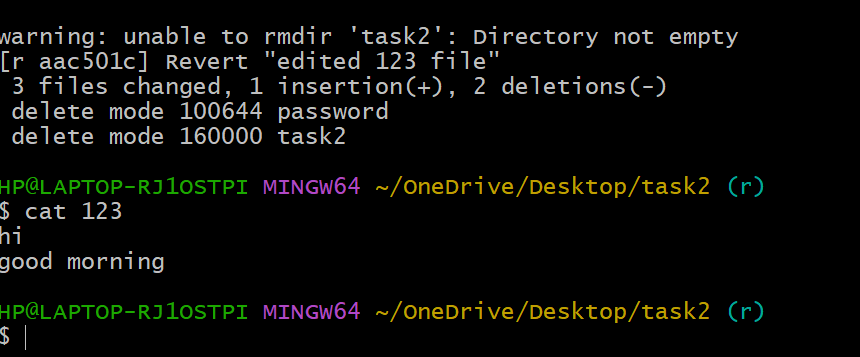 warning: unable to rmdir 'task2': Directory not empty
[r aac501c] Revert "edited 123 file"
3 files changed, 1 insertion(+), 2 deletions(-)
delete mode 100644 password
delete mode 160000 task2
HP@LAPTOP-RJ1OSTPI MINGW64 ~/OneDrive/Desktop/task2 (r)
$ cat 123
hi
good morning
HP@LAPTOP-RJ1OSTPI MINGW64 ~/OneDrive/Desktop/task2 (r)
$